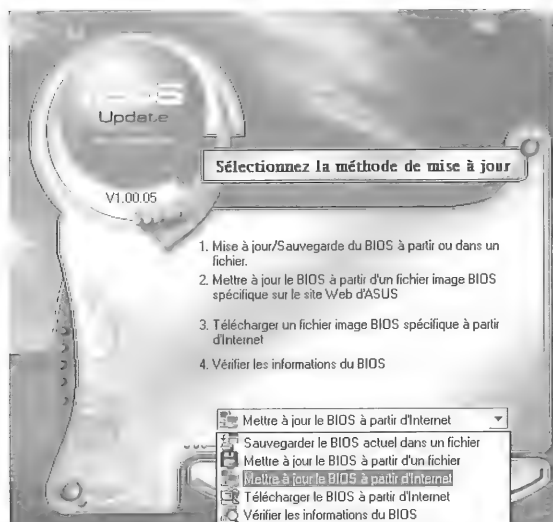 Update
V1.00.05
Sélectionnez la méthode de mise à jour
1. Mise à jour/Sauvegarde du BIOS à partir ou dans un
fichier.
2. Mettre à jour le BIOS à partir d'un fichier image BIOS
spécifique sur le site Web d'ASUS
3. Télécharger un fichier image BIOS spécifique à partir
d'Internet
4. Vérifier les informations du BIOS
Mettre à jour le BIOS à partir d'Internet
Sauvegarder le BIOS actuel dans un fichier
Mettre à jour le BIOS à partir d'un fichier
Mettre à jour le BIOS à partir d'Internet
Télécharger le BIOS à partir d'Internet
Vérifier les informations du BIOS